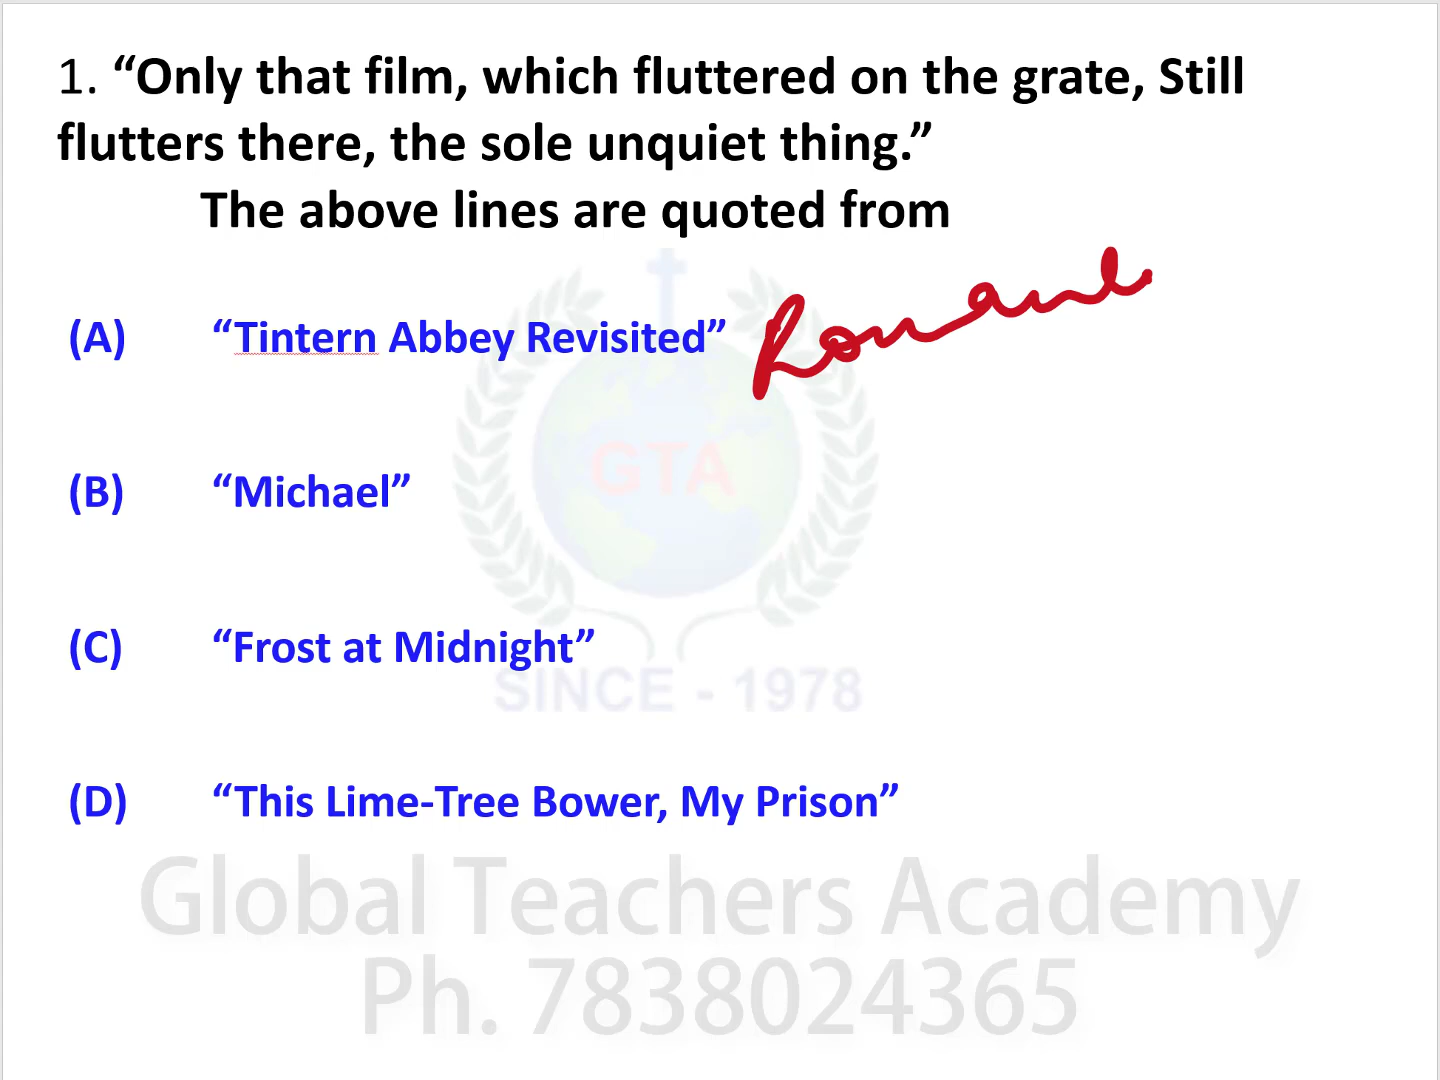 1. “Only that film, which fluttered on the grate, Still
flutters there, the sole unquiet thing.”
The above lines are quoted from
(A) “Tintern Abbey Revisited”
(B) “Michael”
GTA
(C) “Frost at Midnight”
SINCE - 1978
(D) “This Lime-Tree Bower, My Prison”
Global Teachers Academy
Ph. 7838024365